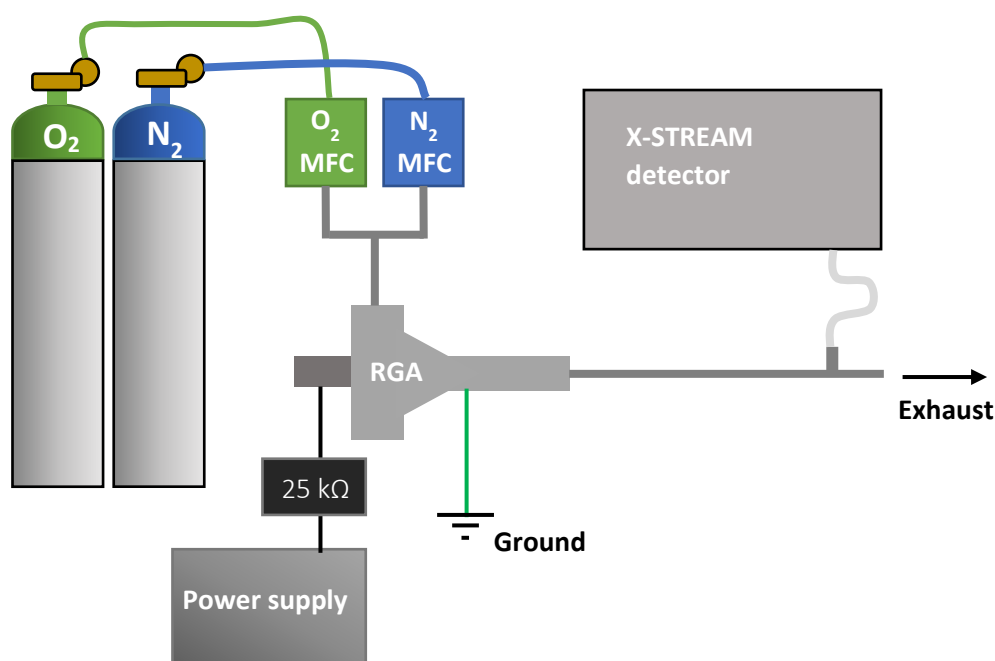 O₂
N₂
O₂
MFC
N₂
MFC
X-STREAM
detector
RGA
Exhaust
25 kΩ
Ground
Power supply